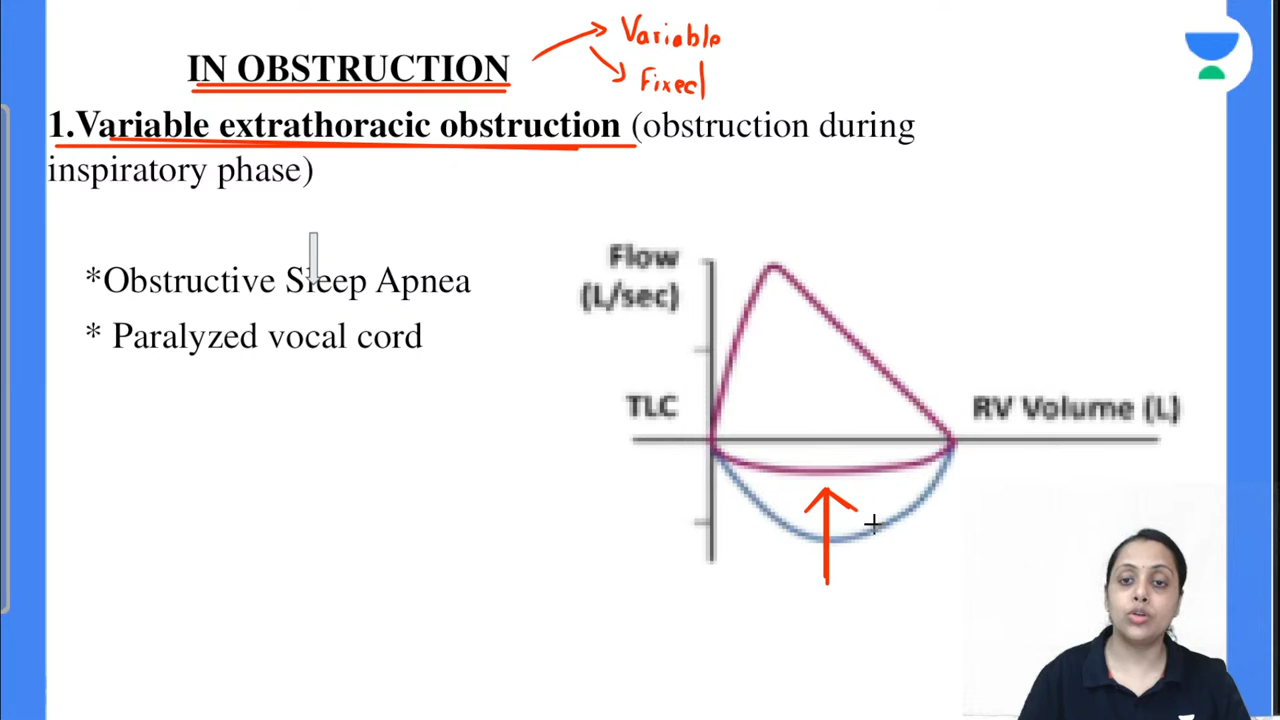 IN OBSTRUCTION
Variable
Fixed
1.Variable extrathoracic obstruction (obstruction during
inspiratory phase)
*Obstructive Sleep Apnea
* Paralyzed vocal cord
Flow
(L/sec)
TLC
RV Volume (L)